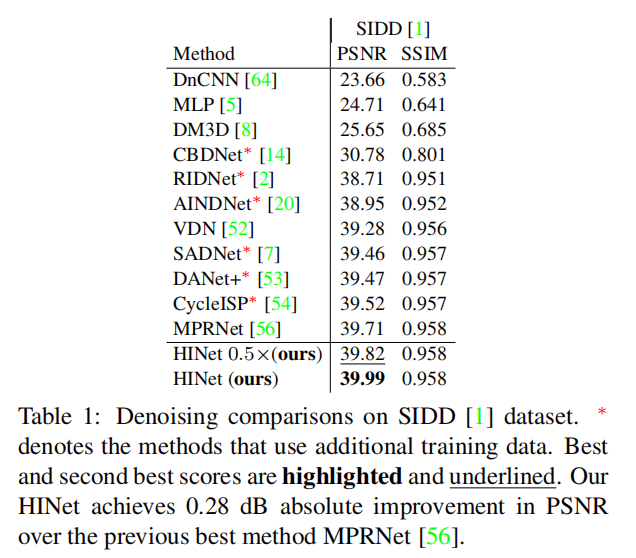 SIDD [1]
Method PSNR SSIM
DnCNN [64] 23.66 0.583
MLP [5] 24.71 0.641
DM3D [8] 25.65 0.685
CBDNet* [14] 30.78 0.801
RIDNet* [2] 38.71 0.951
AINDNet* [20] 38.95 0.952
VDN [52] 39.28 0.956
SADNet* [7] 39.46 0.957
DANet+* [53] 39.47 0.957
CycleISP* [54] 39.52 0.957
MPRNet [56] 39.71 0.958
HINet 0.5×(ours) 39.82 0.958
HINet (ours) 39.99 0.958
Table 1: Denoising comparisons on SIDD [1] dataset. *
denotes the methods that use additional training data. Best
and second best scores are highlighted and underlined. Our
HINet achieves 0.28 dB absolute improvement in PSNR
over the previous best method MPRNet [56].